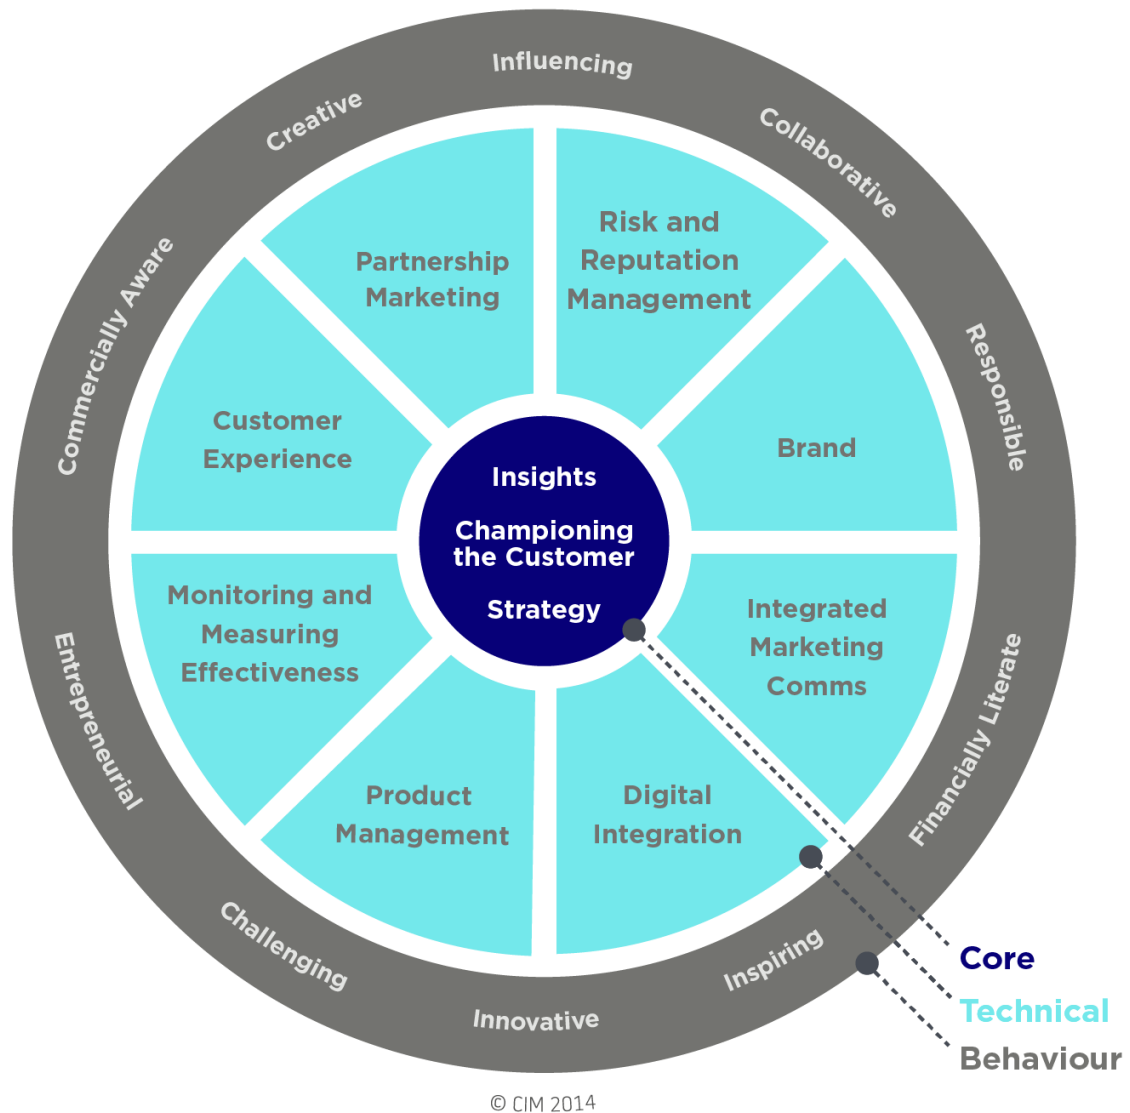 Influencing
Collaborative
Responsible
Financially Literate
Inspiring
Innovative
Challenging
Entrepreneurial
Commercially Aware
Creative
Risk and
Reputation
Management
Brand
Integrated
Marketing
Comms
Digital
Integration
Product
Management
Monitoring and
Measuring
Effectiveness
Customer
Experience
Partnership
Marketing
Insights
Championing
the Customer
Strategy
Core
Technical
Behaviour
© CIM 2014